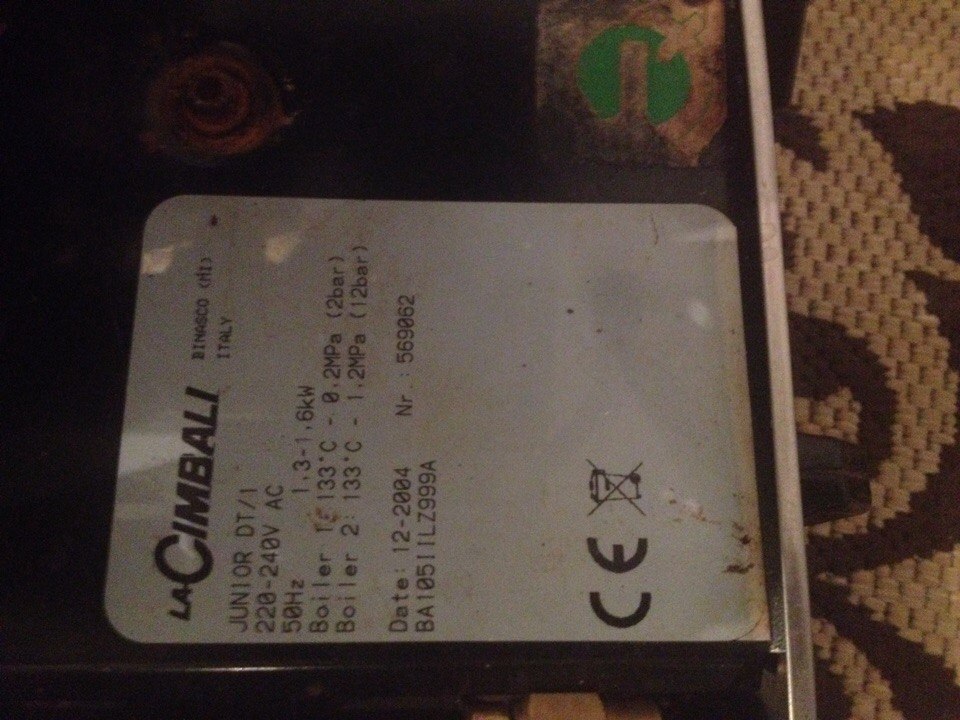 LA CIMBALI
BINASCO (MI)
ITALY
JUNIOR DT/1
220-240V AC
50Hz 1,3-1,6kW
Boiler 1: 133°C - 0,2MPa (2bar)
Boiler 2: 133°C - 1,2MPa (12bar)
Date: 12-2004 Nr.: 569062
BA105IILZ999A
CE